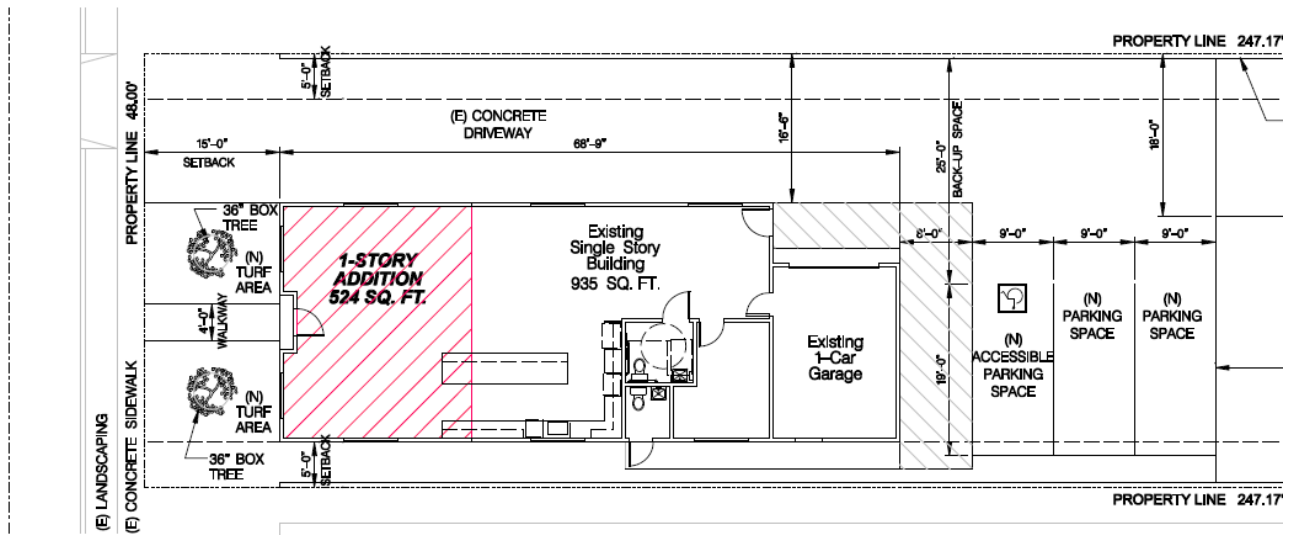 PROPERTY LINE 247.17'
5'-0"
SETBACK
PROPERTY LINE 48.00'
(E) CONCRETE
DRIVEWAY
15'-0"
SETBACK
68'-9"
16'-6"
25'-0"
BACK-UP SPACE
18'-0"
36" BOX
TREE
(N)
TURF
AREA
1-STORY
ADDITION
524 SQ. FT.
Existing
Single Story
Building
935 SQ. FT.
8'-0"
9'-0"
9'-0"
9'-0"
4'-0"
WALKWAY
Existing
1-Car
Garage
19'-0"
(N)
ACCESSIBLE
PARKING
SPACE
(N)
PARKING
SPACE
(N)
PARKING
SPACE
(N)
TURF
AREA
36" BOX
TREE
5'-0"
SETBACK
(E) LANDSCAPING
(E) CONCRETE SIDEWALK
PROPERTY LINE 247.17'